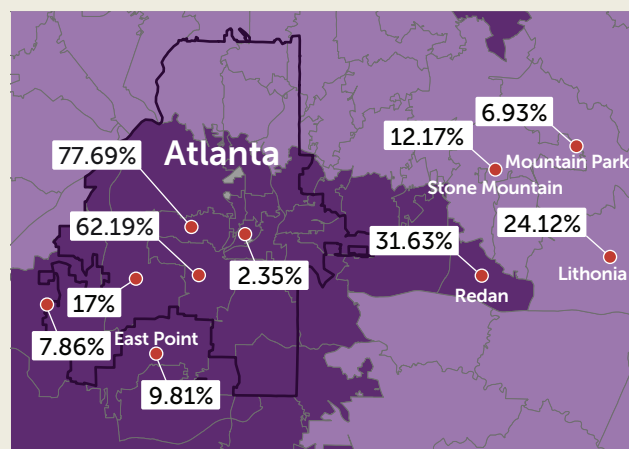 6.93%
12.17%
77.69%
Atlanta
Mountain Park
Stone Mountain
62.19%
24.12%
31.63%
2.35%
Lithonia
17%
Redan
East Point
7.86%
9.81%